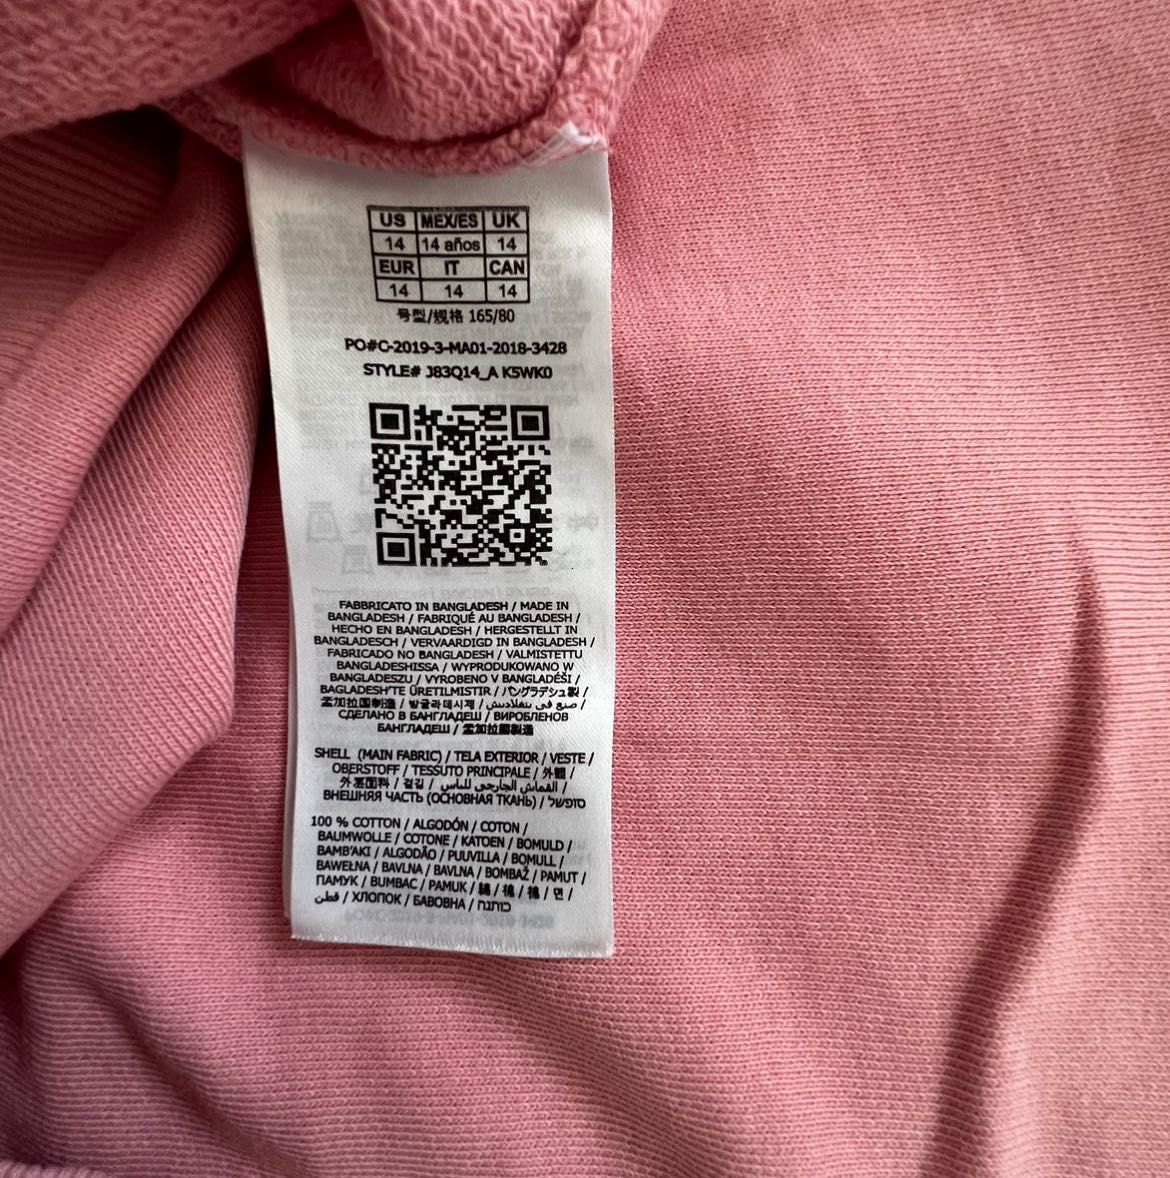 US MEX/ES UK
14 14 años 14
EUR IT CAN
14 14 14
号型/规格 165/80
PO#C-2019-3-MA01-2018-3428
STYLE# J83Q14_A K5WK0
FABBRICATO IN BANGLADESH / MADE IN
BANGLADESH / FABRIQUÉ AU BANGLADESH /
HECHO EN BANGLADESH / HERGESTELLT IN
BANGLADESCH / VERVAARDIGD IN BANGLADESH /
FABRICADO NO BANGLADESH / VALMISTETTU
BANGLADESHISSA / WYPRODUKOWANO W
BANGLADESZU / VYROBENO V BANGLADÉŠI /
BAGLADESH'TE ÜRETILMISTIR / バングラデシュ製 /
孟加拉国制造 / 방글라데시제 / صنع في بنغلاديش /
СДЕЛАНО В БАНГЛАДЕШ / ВИРОБЛЕНОВ
БАНГЛАДЕШ / 孟加拉國製造
SHELL (MAIN FABRIC) / TELA EXTERIOR / VESTE /
OBERSTOFF / TESSUTO PRINCIPALE / 外観 /
外层面料 / 겉감 / القماش الخارجي للباس /
ВНЕШНЯЯ ЧАСТЬ (ОСНОВНАЯ ТКАНЬ) /
100 % COTTON / ALGODÓN / COTON /
BAUMWOLLE / COTONE / KATOEN / BOMULD /
BAMB'AKI / ALGODÃO / PUUVILLA / BOMULL /
BAWEŁNA / BAVLNA / BAVLNA / BOMBAŽ / PAMUT /
ПАМУК / BUMBAC / PAMUK / 綿 / 棉 / 棉 / 면 /
قطن / ХЛОПОК / БАВОВНА / כותנה